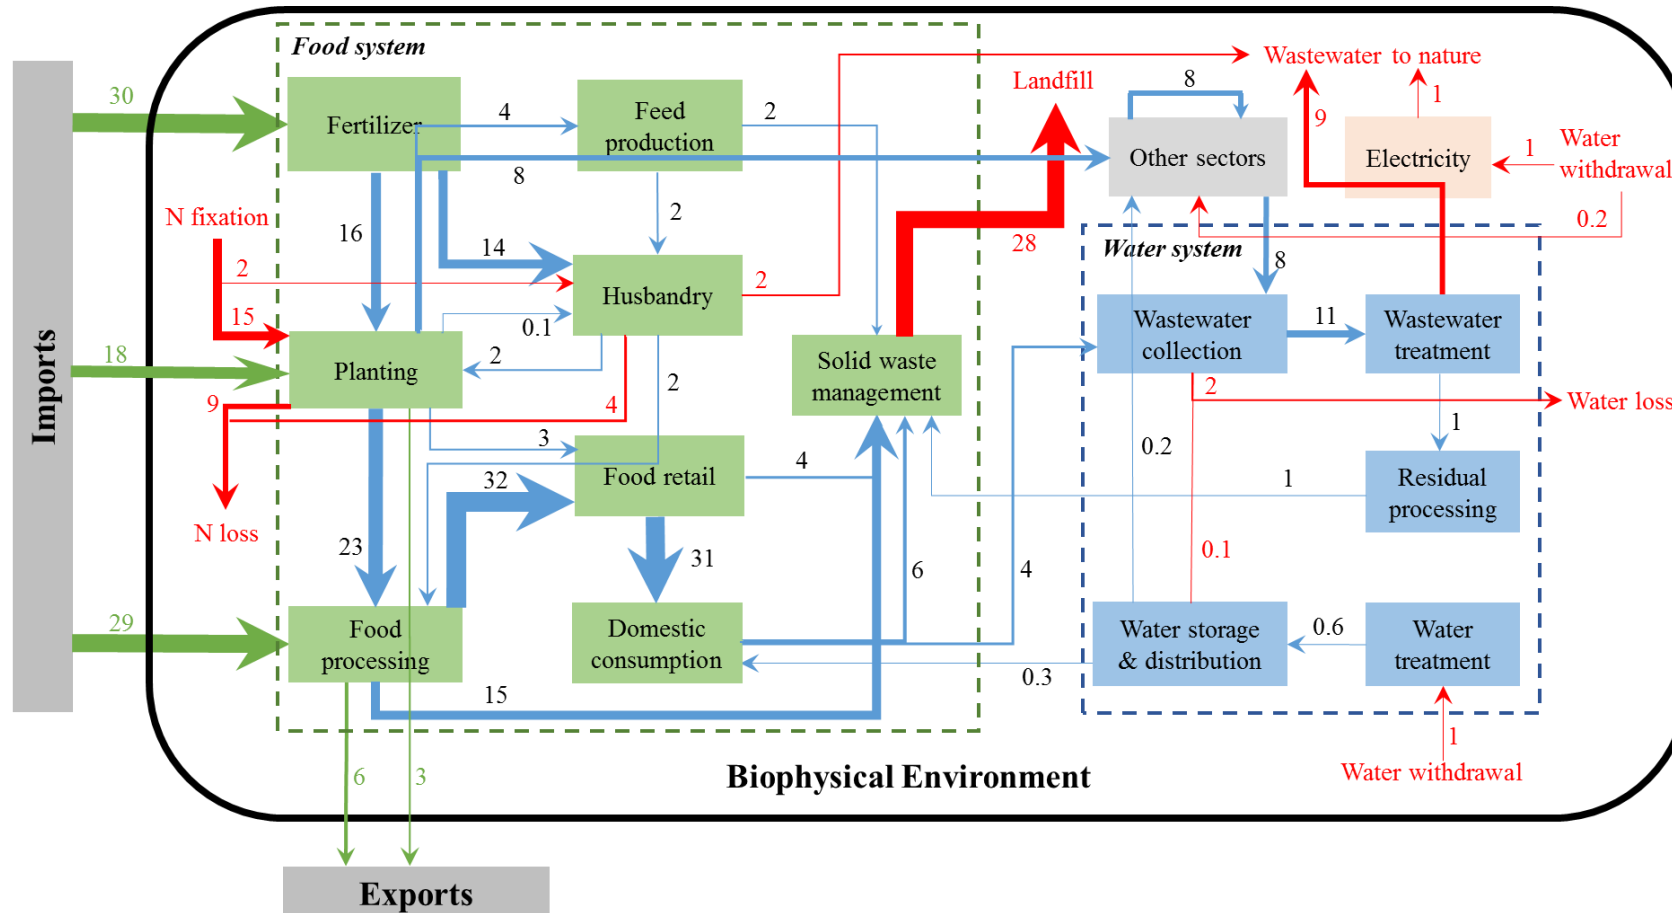 Food system
Wastewater to nature
30
Landfill
8
1
Fertilizer
4
Feed
production
2
9
Other sectors
Electricity
1
Water
withdrawal
8
N fixation
16
14
2
28
0.2
Water system
8
2
Husbandry
2
15
0.1
Wastewater
collection
11
Wastewater
treatment
18
Planting
2
Solid waste
management
2
9
4
2
Water loss
Imports
3
0.2
1
32
Food retail
4
1
Residual
processing
N loss
23
31
6
4
0.1
29
Food
processing
Domestic
consumption
0.3
Water storage
& distribution
0.6
Water
treatment
15
1
6
3
Biophysical Environment
Water withdrawal
Exports